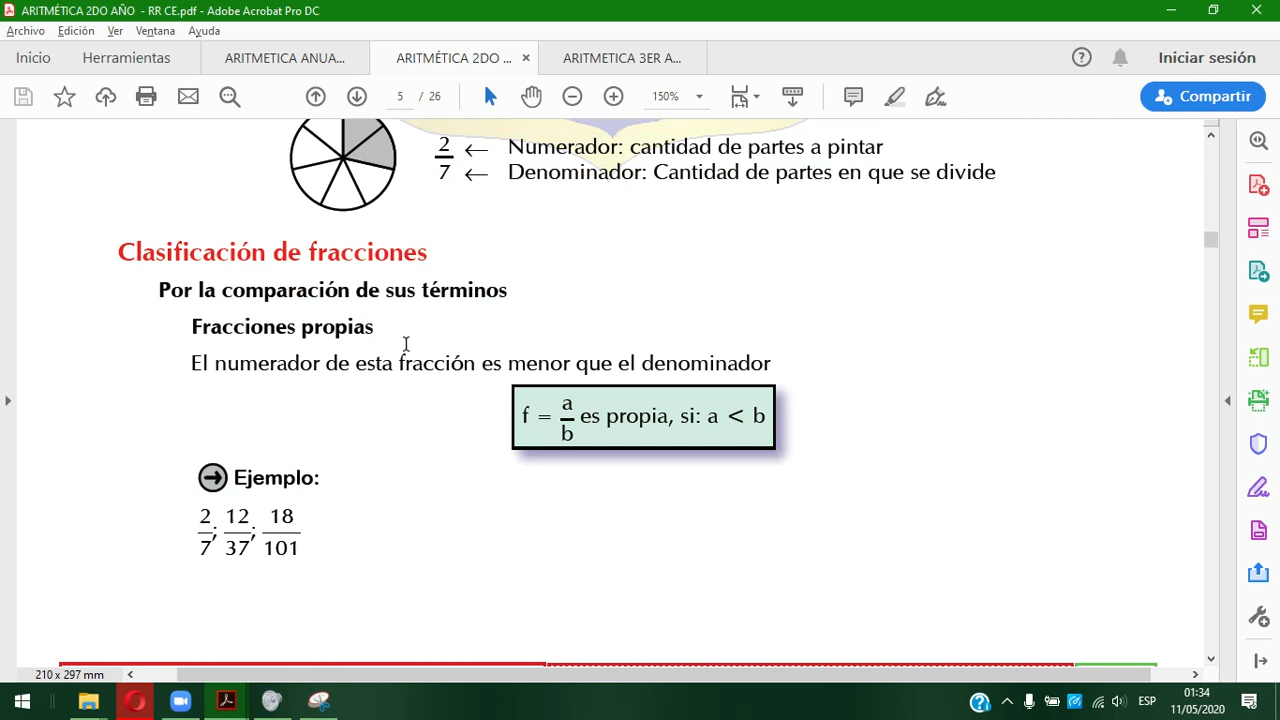 ARITMÉTICA 2DO AÑO - RR CE.pdf - Adobe Acrobat Pro DC
Archivo Edición Ver Ventana Ayuda
Inicio Herramientas ARITMETICA ANUA... ARITMÉTICA 2DO ... × ARITMETICA 3ER A... Iniciar sesión
5 / 26 150% Compartir
2 ← Numerador: cantidad de partes a pintar
7 ← Denominador: Cantidad de partes en que se divide
Clasificación de fracciones
Por la comparación de sus términos
Fracciones propias
El numerador de esta fracción es menor que el denominador
f = a/b es propia, si: a < b
Ejemplo:
2/7; 12/37; 18/101
210 x 297 mm
ESP
01:34
11/05/2020